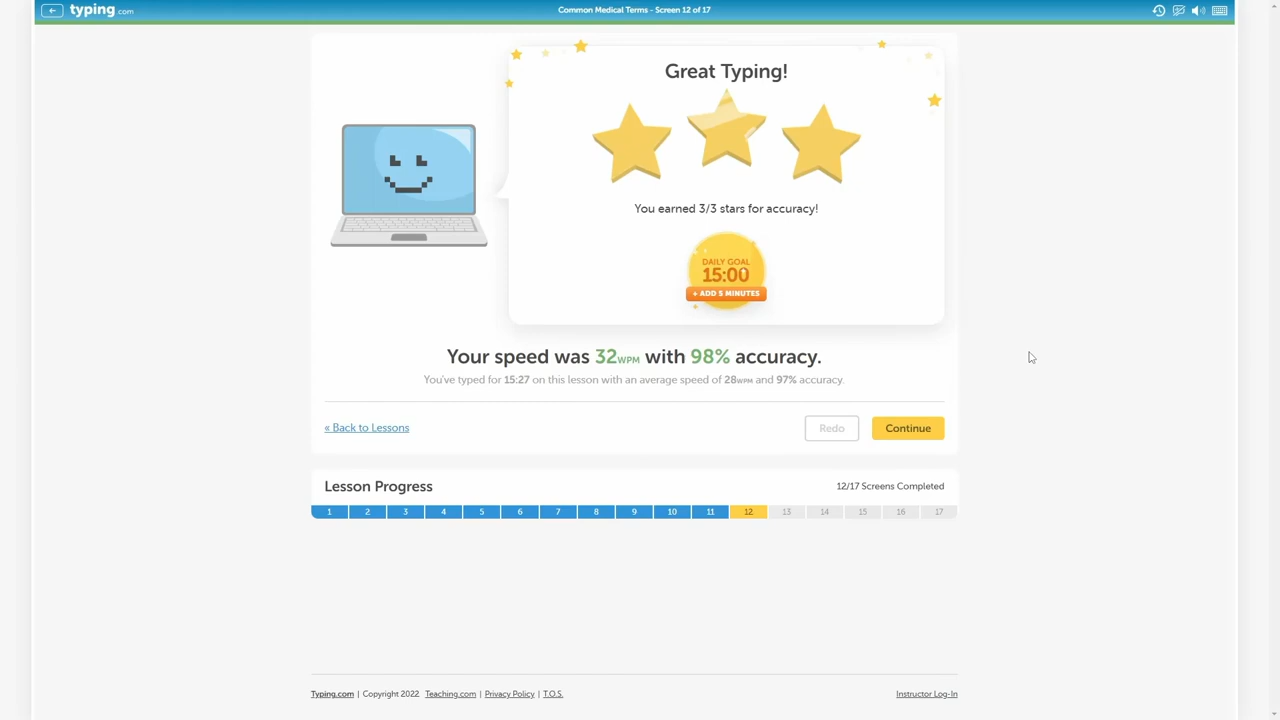 typing.com
Common Medical Terms - Screen 12 of 17
Great Typing!
You earned 3/3 stars for accuracy!
DAILY GOAL
15:00
+ ADD 5 MINUTES
Your speed was 32WPM with 98% accuracy.
You've typed for 15:27 on this lesson with an average speed of 28WPM and 97% accuracy.
« Back to Lessons
Redo
Continue
Lesson Progress
12/17 Screens Completed
1 2 3 4 5 6 7 8 9 10 11 12 13 14 15 16 17
Typing.com | Copyright 2022 Teaching.com | Privacy Policy | T.O.S.
Instructor Log-In